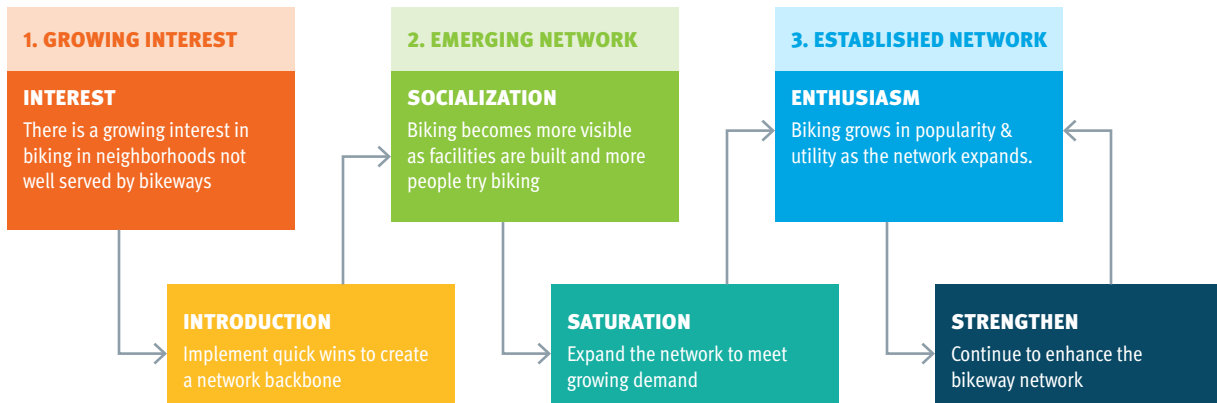 1. GROWING INTEREST
INTEREST
There is a growing interest in
biking in neighborhoods not
well served by bikeways
INTRODUCTION
Implement quick wins to create
a network backbone
2. EMERGING NETWORK
SOCIALIZATION
Biking becomes more visible
as facilities are built and more
people try biking
SATURATION
Expand the network to meet
growing demand
3. ESTABLISHED NETWORK
ENTHUSIASM
Biking grows in popularity &
utility as the network expands.
STRENGTHEN
Continue to enhance the
bikeway network